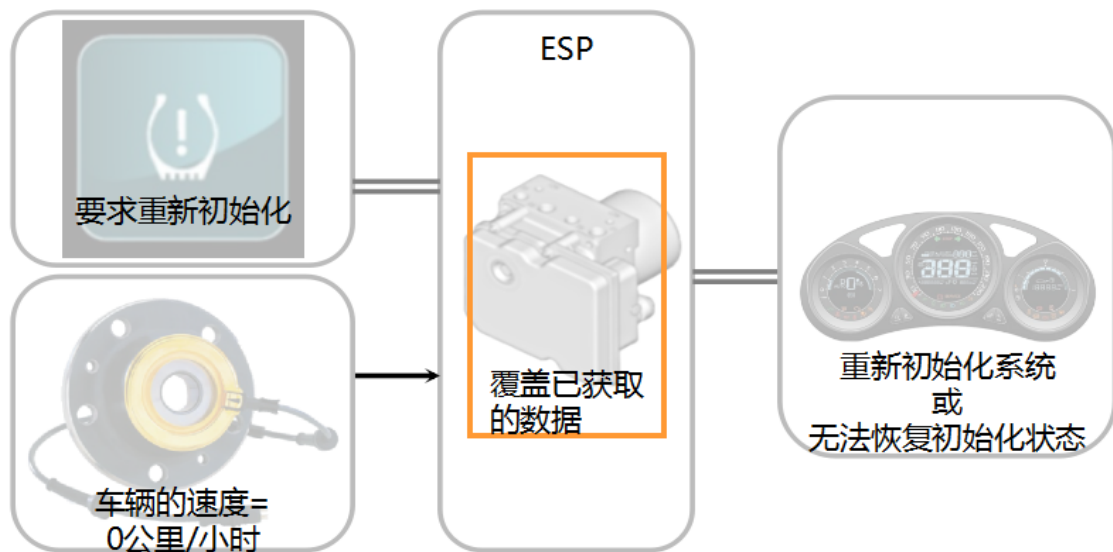 要求重新初始化
ESP
覆盖已获取
的数据
车辆的速度=
0公里/小时
重新初始化系统
或
无法恢复初始化状态